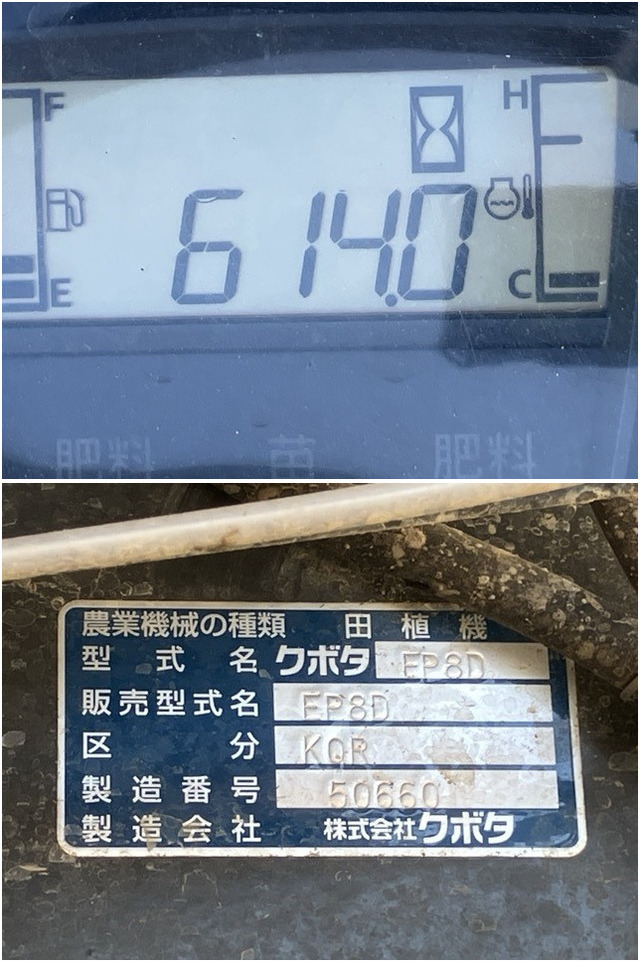 F
H
614.0
E
C
肥料 苗 肥料
農業機械の種類 田植機
型式名 クボタ EP8D
販売型式名 EP8D
区分 KQR
製造番号 50660
製造会社 株式会社クボタ